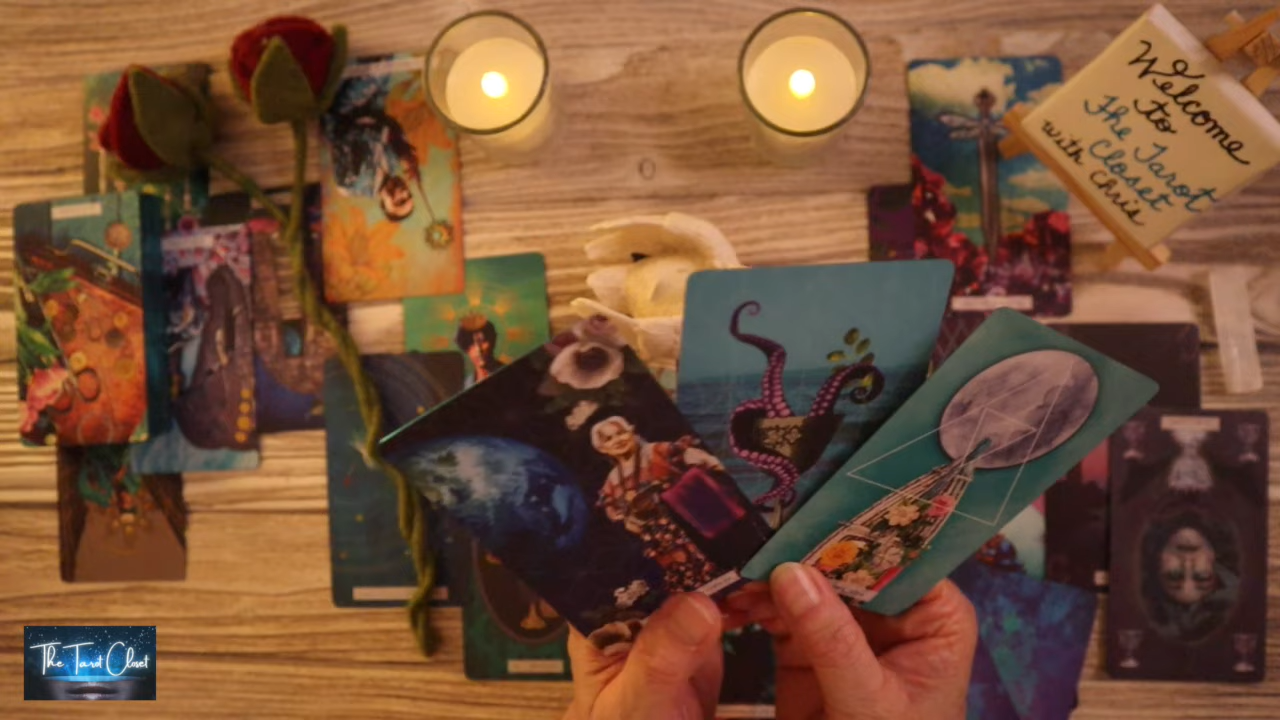 Welcome
to
The Tarot
Closet
with Chris
The Tarot Closet